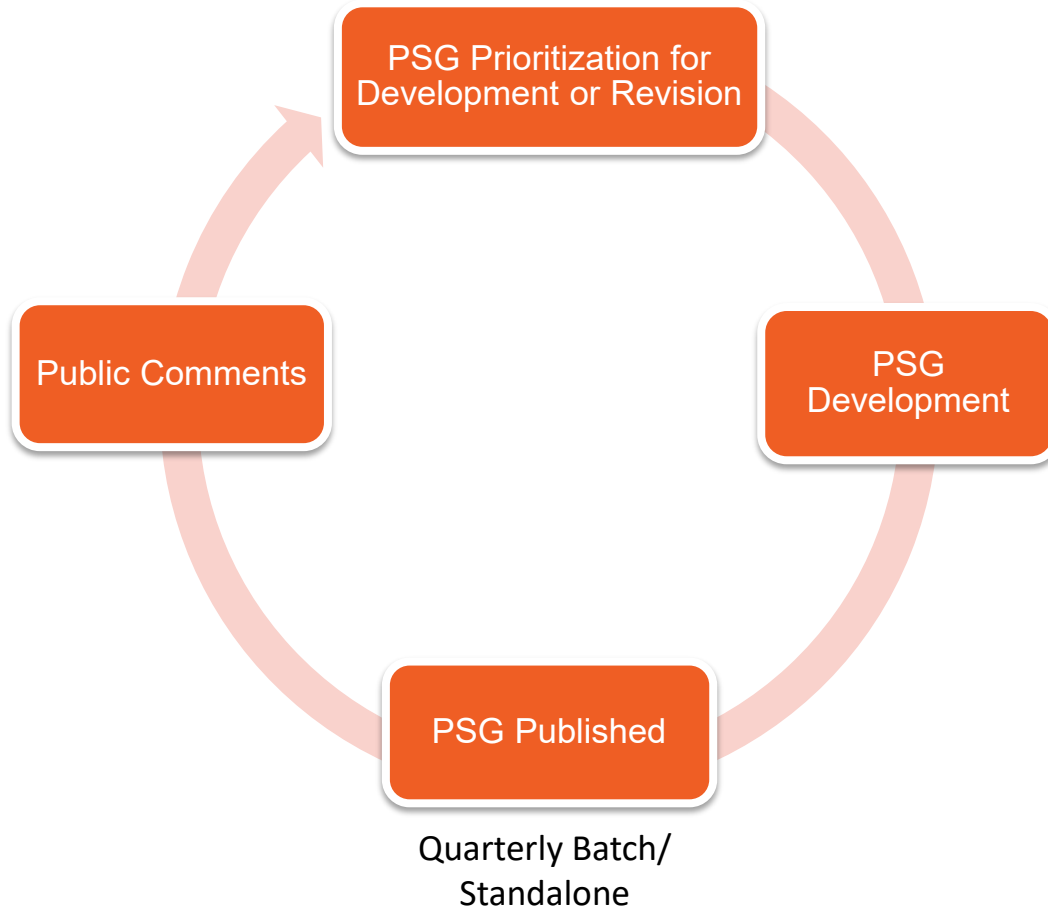 PSG Prioritization for
Development or Revision
Public Comments
PSG
Development
PSG Published
Quarterly Batch/
Standalone